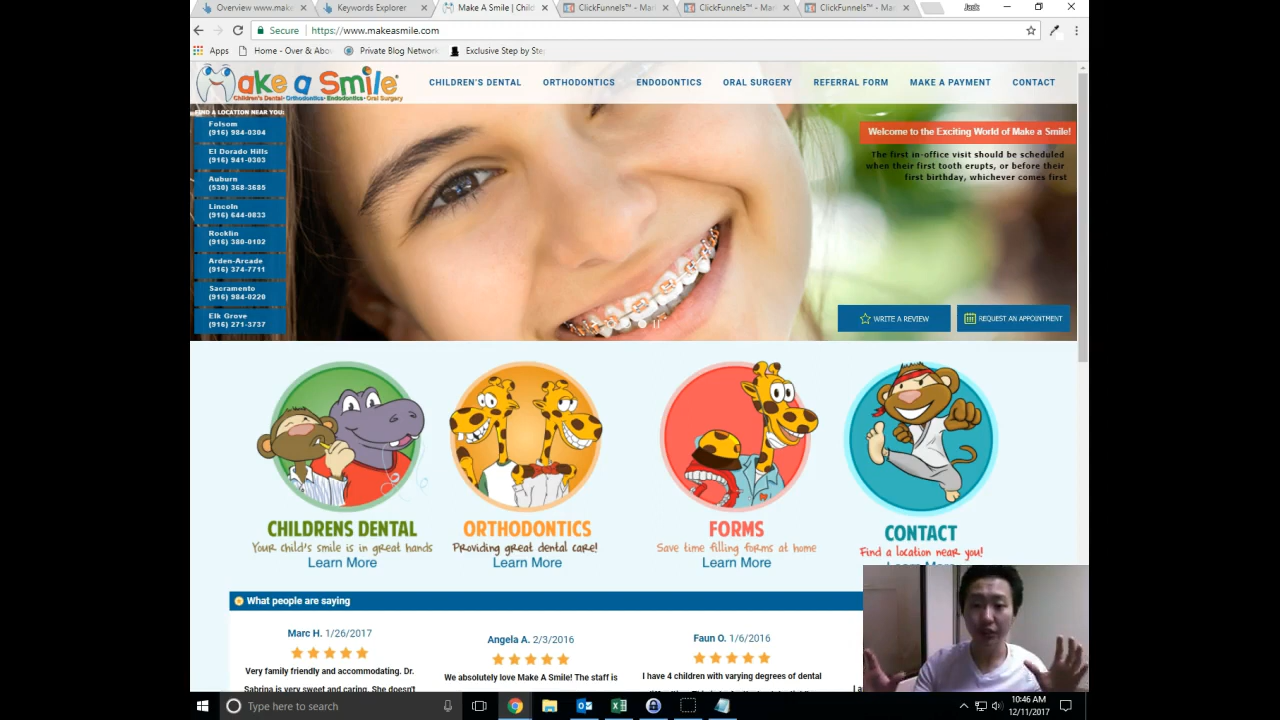 Overview www.make
Keywords Explorer
Make A Smile | Child
ClickFunnels™ - Mar
ClickFunnels™ - Mar
ClickFunnels™ - Mar
Jack
Secure
https://www.makeasmile.com
Apps
Home - Over & Abo
Private Blog Network
Exclusive Step by Ste
Make a Smile
Children's Dental • Orthodontics • Endodontics • Oral Surgery
CHILDREN'S DENTAL
ORTHODONTICS
ENDODONTICS
ORAL SURGERY
REFERRAL FORM
MAKE A PAYMENT
CONTACT
FIND A LOCATION NEAR YOU:
Folsom
(916) 984-0304
El Dorado Hills
(916) 941-0303
Auburn
(530) 368-3685
Lincoln
(916) 644-0833
Rocklin
(916) 380-0102
Arden-Arcade
(916) 374-7711
Sacramento
(916) 984-0220
Elk Grove
(916) 271-3737
Welcome to the Exciting World of Make a Smile!
The first in-office visit should be scheduled
when their first tooth erupts, or before their
first birthday, whichever comes first
WRITE A REVIEW
REQUEST AN APPOINTMENT
CHILDRENS DENTAL
Your child's smile is in great hands
Learn More
ORTHODONTICS
Providing great dental care!
Learn More
FORMS
Save time filling forms at home
Learn More
CONTACT
Find a location near you!
What people are saying
Marc H. 1/26/2017
Very family friendly and accommodating. Dr.
Sabrina is very sweet and caring. She doesn't
Angela A. 2/3/2016
We absolutely love Make A Smile! The staff is
Faun O. 1/6/2016
I have 4 children with varying degrees of dental
Type here to search
10:46 AM
12/11/2017